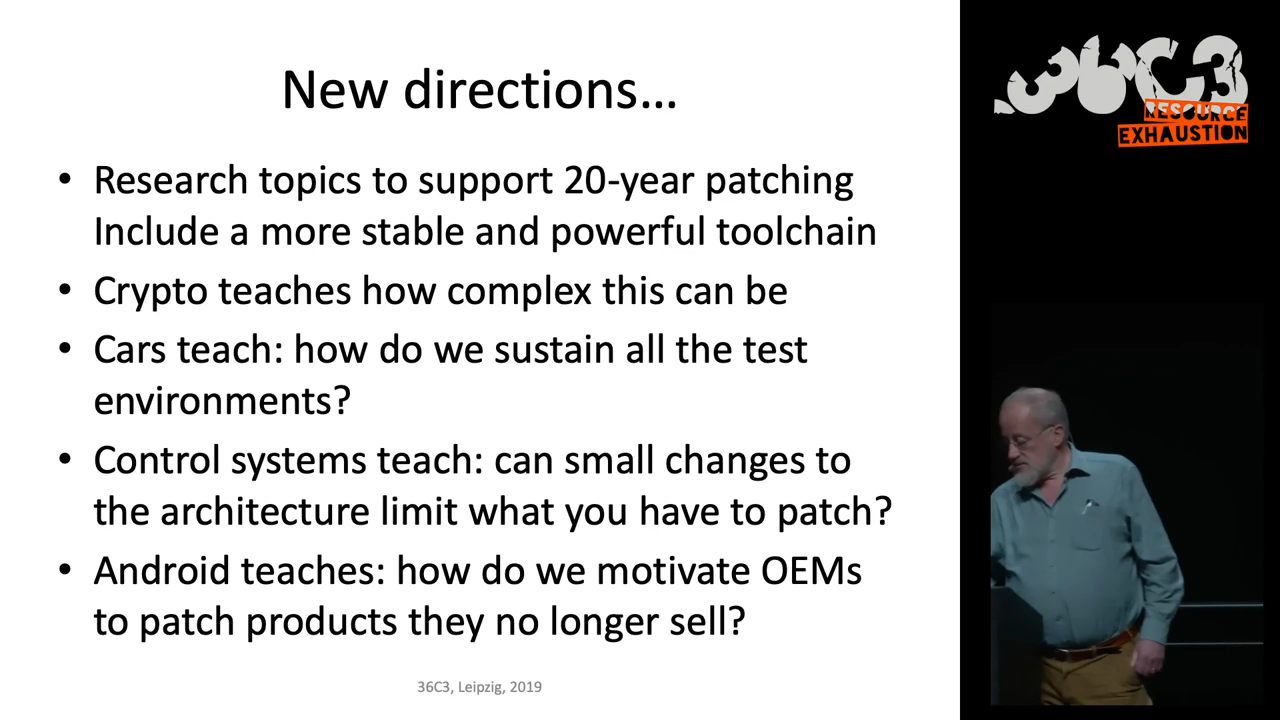 New directions...
36C3
RESOURCE
EXHAUSTION
• Research topics to support 20-year patching
Include a more stable and powerful toolchain
• Crypto teaches how complex this can be
• Cars teach: how do we sustain all the test
environments?
• Control systems teach: can small changes to
the architecture limit what you have to patch?
• Android teaches: how do we motivate OEMs
to patch products they no longer sell?
36C3, Leipzig, 2019